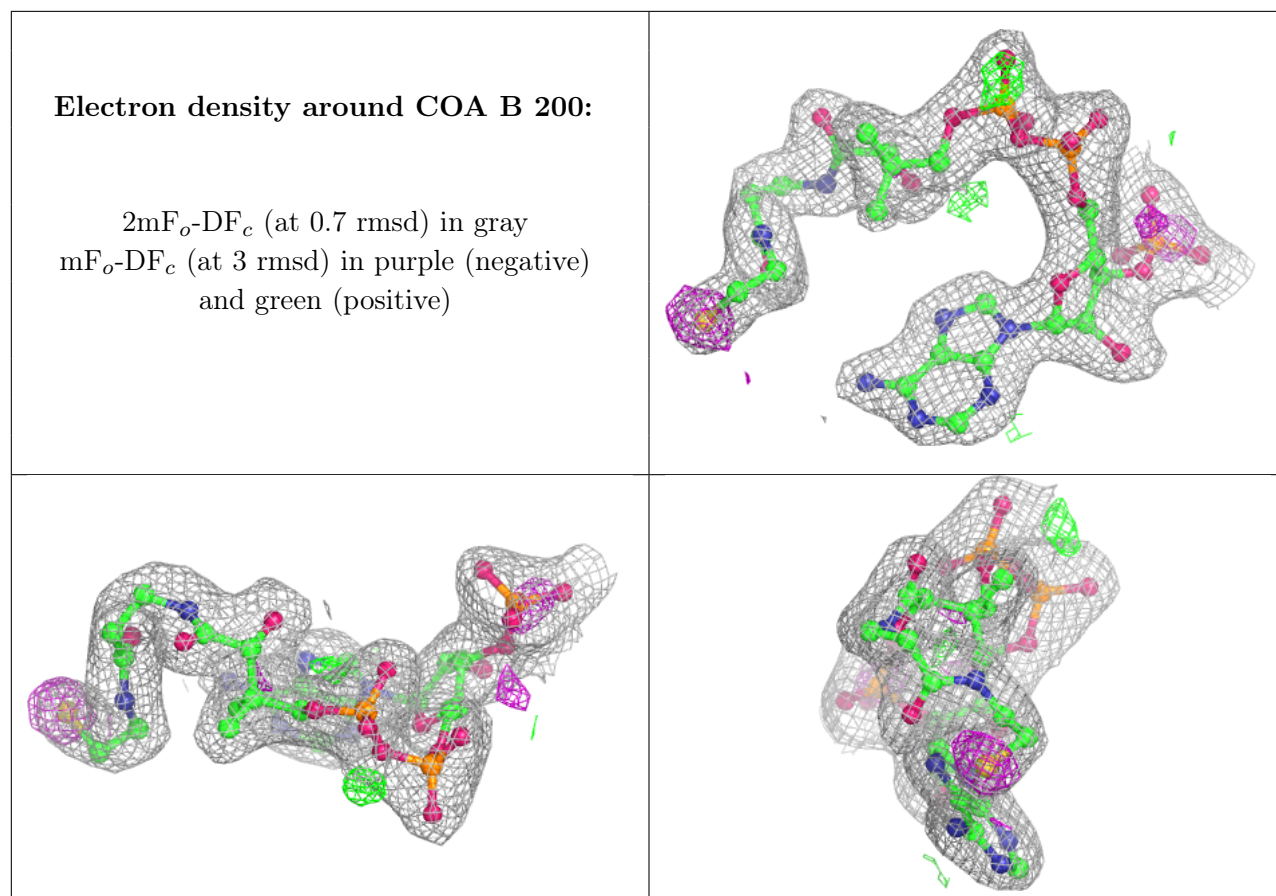 Electron density around COA B 200:
2mFo-DFc (at 0.7 rmsd) in gray
mFo-DFc (at 3 rmsd) in purple (negative)
and green (positive)